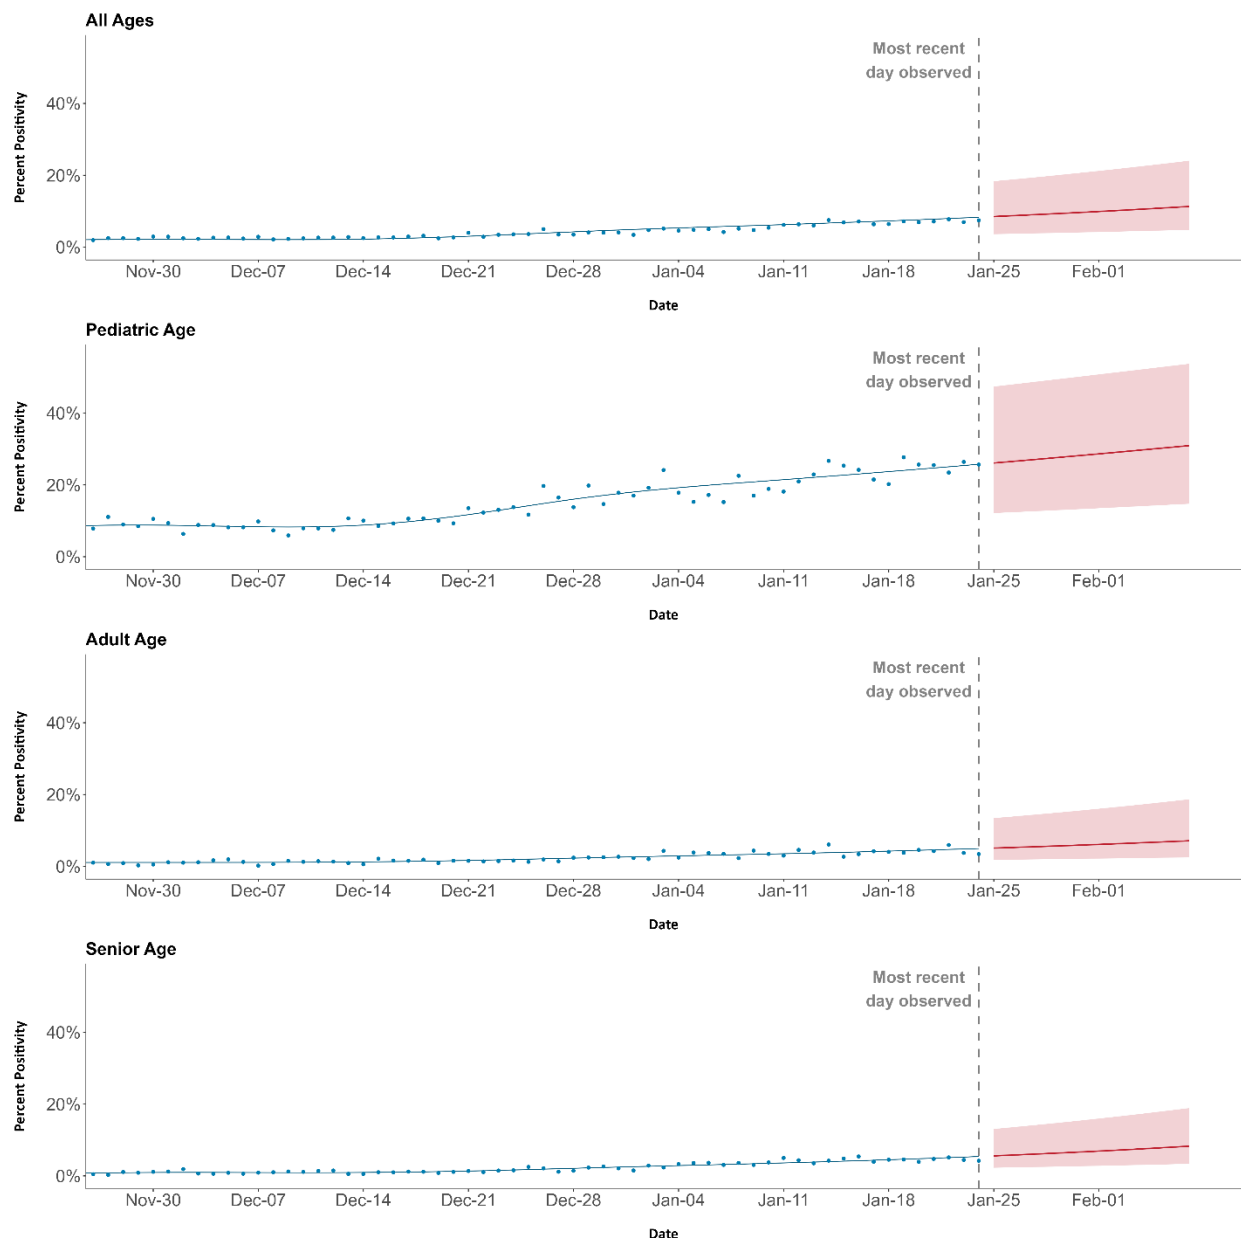 All Ages
Most recent
day observed
Percent Positivity
40%
20%
0%
Nov-30 Dec-07 Dec-14 Dec-21 Dec-28 Jan-04 Jan-11 Jan-18 Jan-25 Feb-01
Date
Pediatric Age
Most recent
day observed
Percent Positivity
40%
20%
0%
Nov-30 Dec-07 Dec-14 Dec-21 Dec-28 Jan-04 Jan-11 Jan-18 Jan-25 Feb-01
Date
Adult Age
Most recent
day observed
Percent Positivity
40%
20%
0%
Nov-30 Dec-07 Dec-14 Dec-21 Dec-28 Jan-04 Jan-11 Jan-18 Jan-25 Feb-01
Date
Senior Age
Most recent
day observed
Percent Positivity
40%
20%
0%
Nov-30 Dec-07 Dec-14 Dec-21 Dec-28 Jan-04 Jan-11 Jan-18 Jan-25 Feb-01
Date